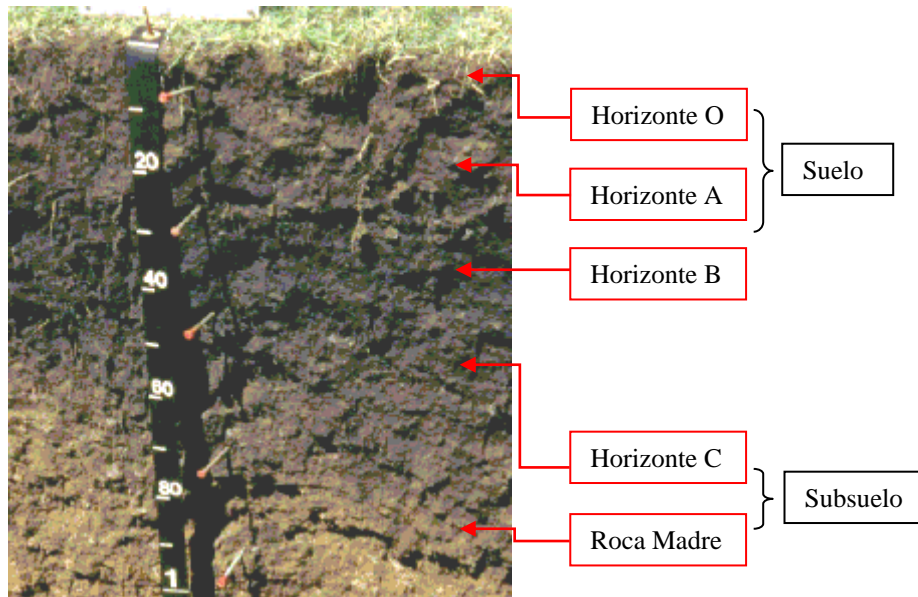 Horizonte O
Suelo
Horizonte A
Horizonte B
Horizonte C
Subsuelo
Roca Madre
20
40
60
80
1